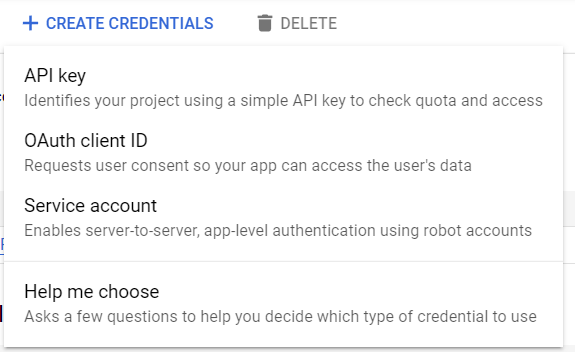 + CREATE CREDENTIALS DELETE
API key
Identifies your project using a simple API key to check quota and access
OAuth client ID
Requests user consent so your app can access the user's data
Service account
Enables server-to-server, app-level authentication using robot accounts
Help me choose
Asks a few questions to help you decide which type of credential to use